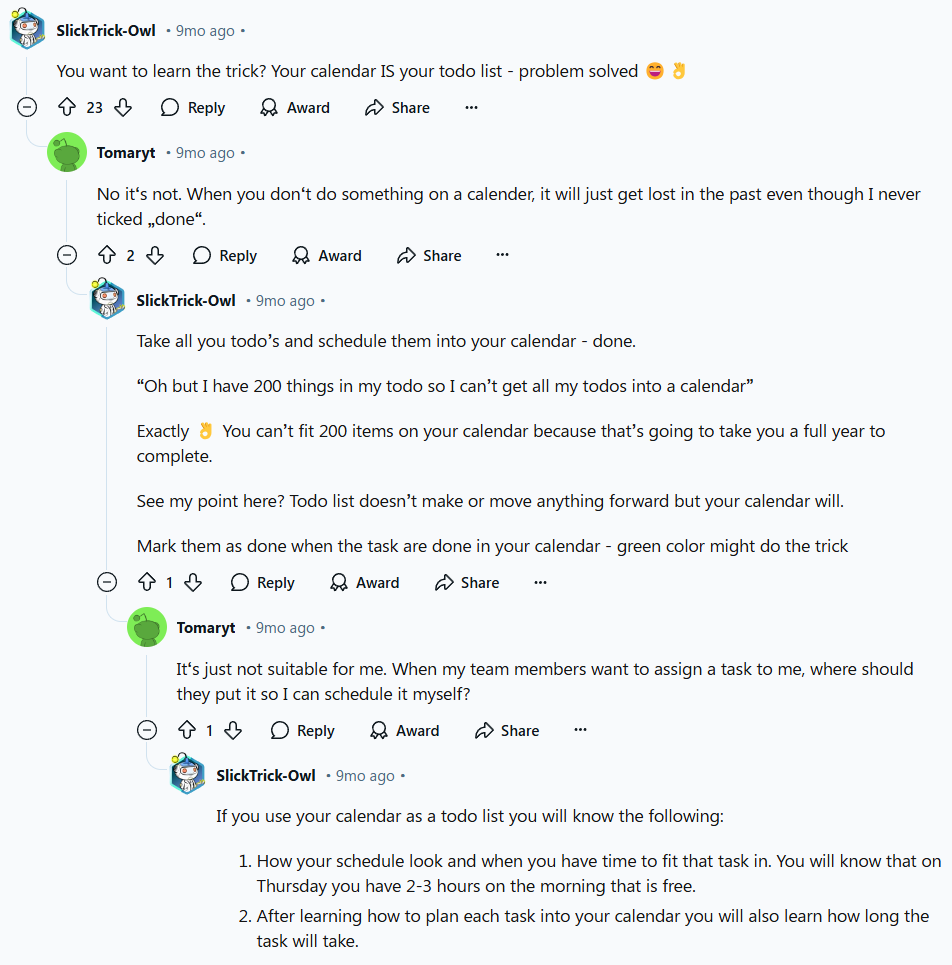 SlickTrick-Owl • 9mo ago •
You want to learn the trick? Your calendar IS your todo list - problem solved 😄 👌
23 Reply Award Share ...
Tomaryt • 9mo ago •
No it‘s not. When you don‘t do something on a calender, it will just get lost in the past even though I never
ticked „done“.
2 Reply Award Share ...
SlickTrick-Owl • 9mo ago •
Take all you todo’s and schedule them into your calendar - done.
“Oh but I have 200 things in my todo so I can’t get all my todos into a calendar”
Exactly 👌 You can’t fit 200 items on your calendar because that’s going to take you a full year to
complete.
See my point here? Todo list doesn’t make or move anything forward but your calendar will.
Mark them as done when the task are done in your calendar - green color might do the trick
1 Reply Award Share ...
Tomaryt • 9mo ago •
It‘s just not suitable for me. When my team members want to assign a task to me, where should
they put it so I can schedule it myself?
1 Reply Award Share ...
SlickTrick-Owl • 9mo ago •
If you use your calendar as a todo list you will know the following:
1. How your schedule look and when you have time to fit that task in. You will know that on
Thursday you have 2-3 hours on the morning that is free.
2. After learning how to plan each task into your calendar you will also learn how long the
task will take.